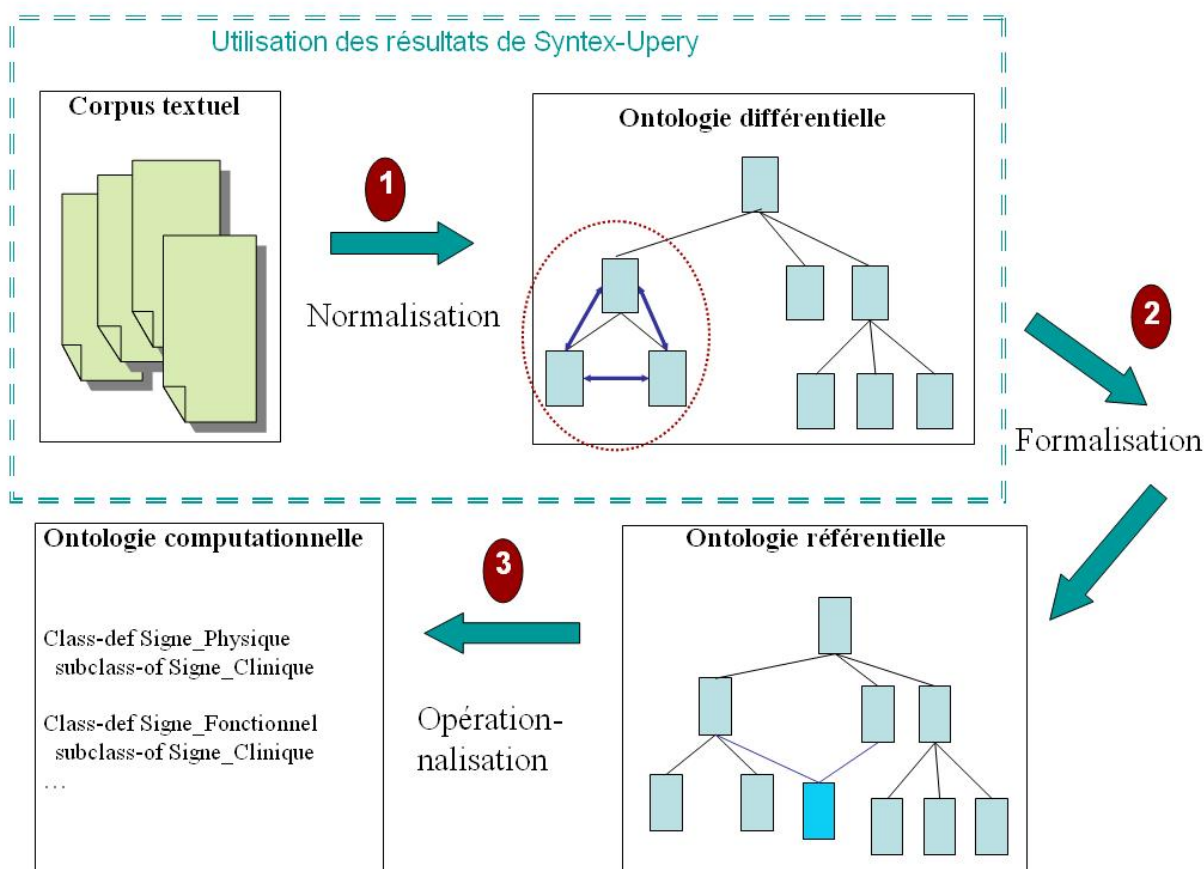 Utilisation des résultats de Syntex-Upery
Corpus textuel
1
Normalisation
Ontologie différentielle
2
Formalisation
Ontologie référentielle
3
Opération-
nalisation
Ontologie computationnelle
Class-def Signe_Physique
subclass-of Signe_Clinique
Class-def Signe_Fonctionnel
subclass-of Signe_Clinique
…